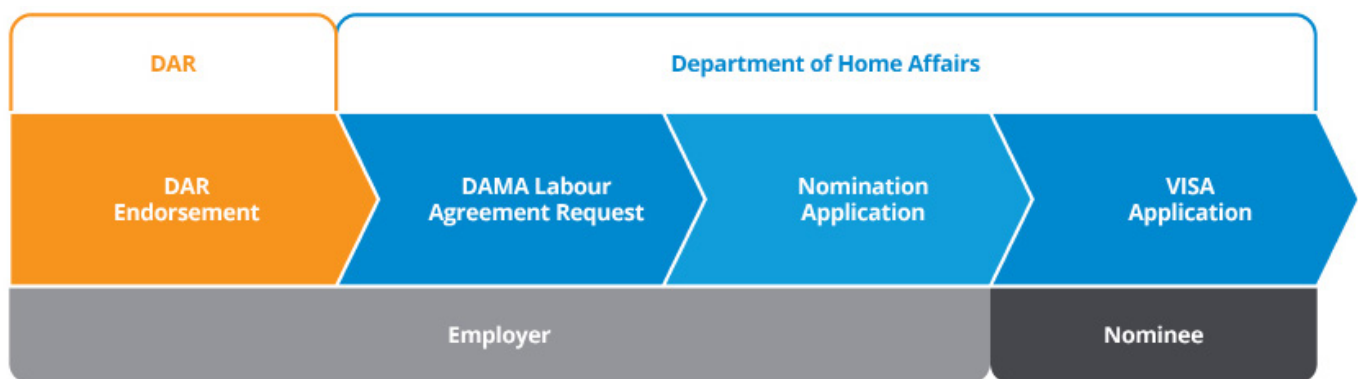 DAR
Department of Home Affairs
DAR
Endorsement
DAMA Labour
Agreement Request
Nomination
Application
VISA
Application
Employer
Nominee